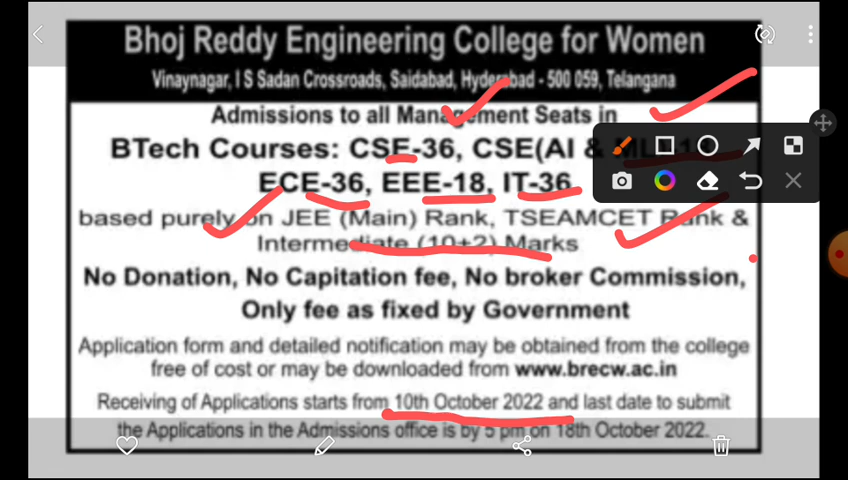 Bhoj Reddy Engineering College for Women
Vinaynagar, I S Sadan Crossroads, Saidabad, Hyderabad - 500 059, Telangana
Admissions to all Management Seats in
BTech Courses: CSE-36, CSE(AI & ML)-18
ECE-36, EEE-18, IT-36
based purely on JEE (Main) Rank, TSEAMCET Rank &
Intermediate (10+2) Marks
No Donation, No Capitation fee, No broker Commission,
Only fee as fixed by Government
Application form and detailed notification may be obtained from the college
free of cost or may be downloaded from www.brecw.ac.in
Receiving of Applications starts from 10th October 2022 and last date to submit
the Applications in the Admissions office is by 5 pm on 18th October 2022.